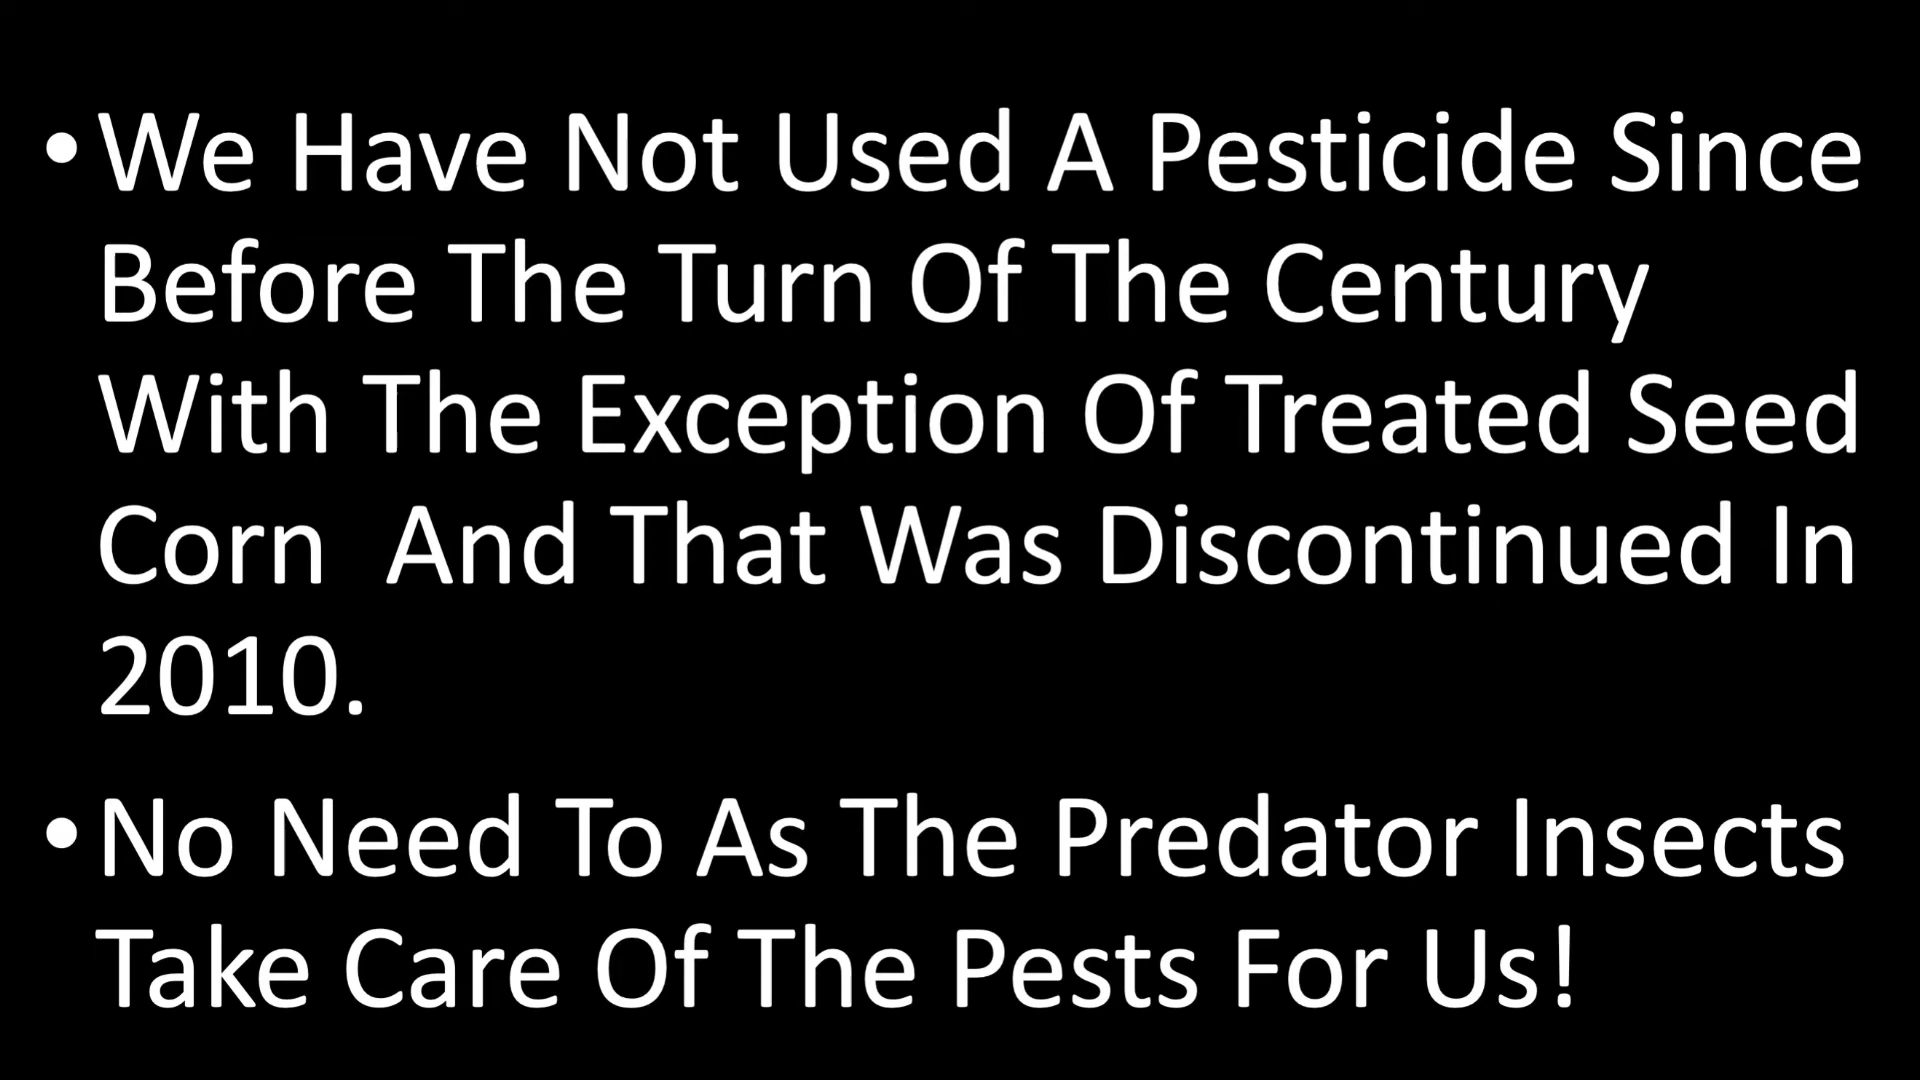 • We Have Not Used A Pesticide Since
Before The Turn Of The Century
With The Exception Of Treated Seed
Corn  And That Was Discontinued In
2010.
• No Need To As The Predator Insects
Take Care Of The Pests For Us!